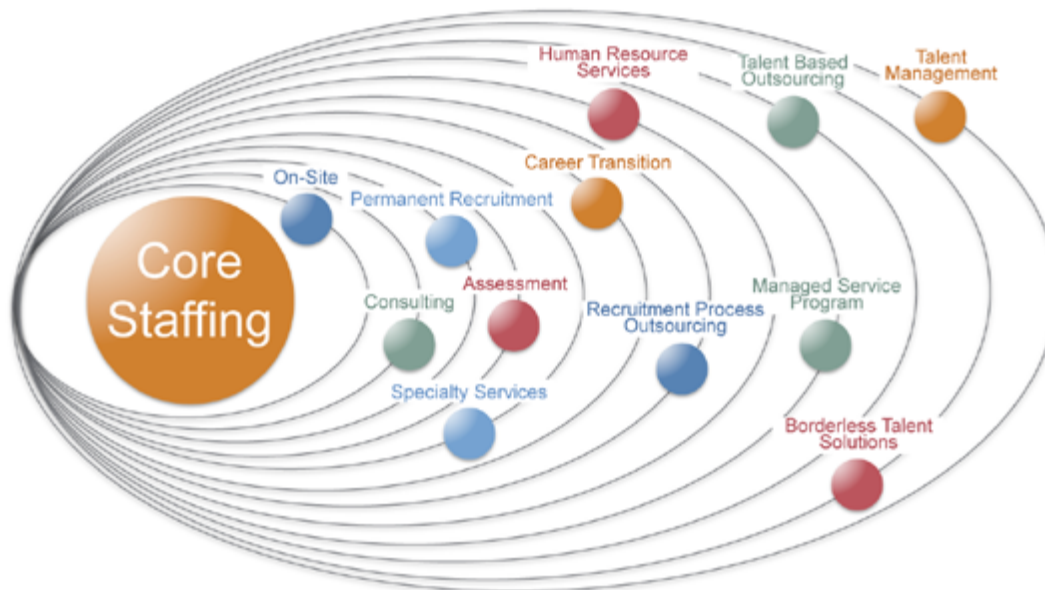 Human Resource
Services
Talent Based
Outsourcing
Talent
Management
Career Transition
On-Site
Permanent Recruitment
Core
Staffing
Assessment
Consulting
Managed Service
Program
Recruitment Process
Outsourcing
Specialty Services
Borderless Talent
Solutions